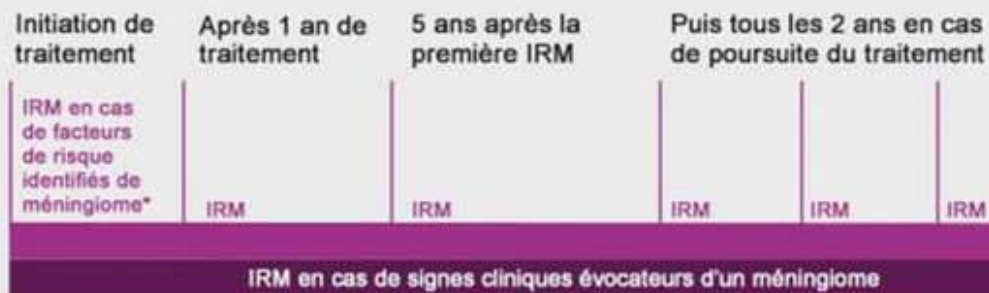 Initiation de
traitement
Après 1 an de
traitement
5 ans après la
première IRM
Puis tous les 2 ans en cas
de poursuite du traitement
IRM en cas
de facteurs
de risque
identifiés de
méningiome*
IRM
IRM
IRM
IRM
IRM
IRM en cas de signes cliniques évocateurs d'un méningiome